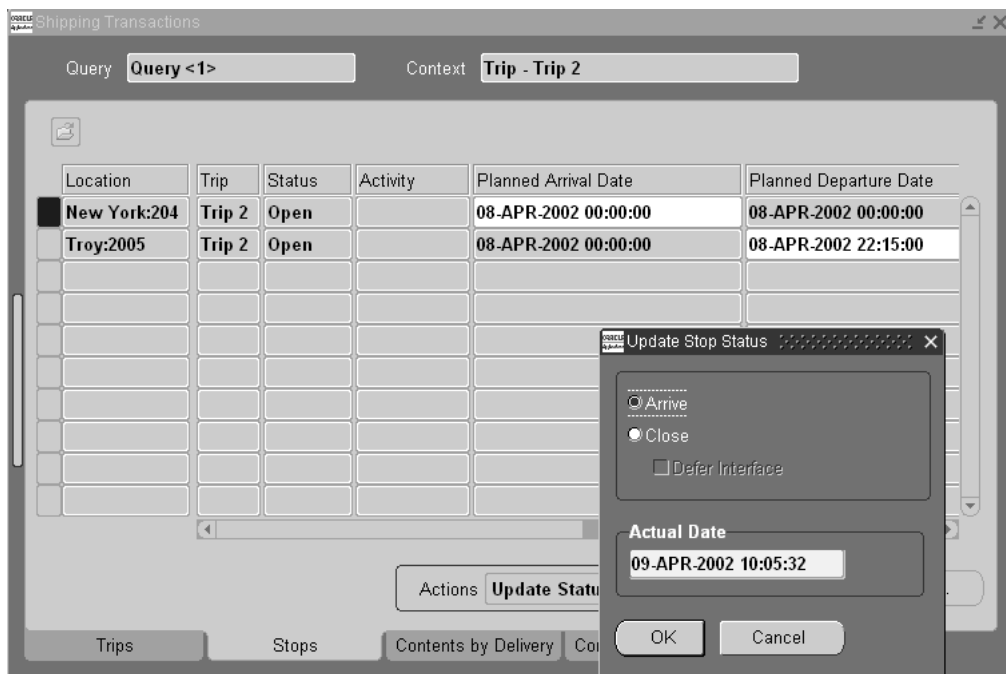 Shipping Transactions
Query Query <1> Context Trip - Trip 2
Location Trip Status Activity Planned Arrival Date Planned Departure Date
New York:204 Trip 2 Open 08-APR-2002 00:00:00 08-APR-2002 00:00:00
Troy:2005 Trip 2 Open 08-APR-2002 00:00:00 08-APR-2002 22:15:00
Update Stop Status
Arrive
Close
Defer Interface
Actual Date
09-APR-2002 10:05:32
Actions Update Statu
OK Cancel
Trips Stops Contents by Delivery Co